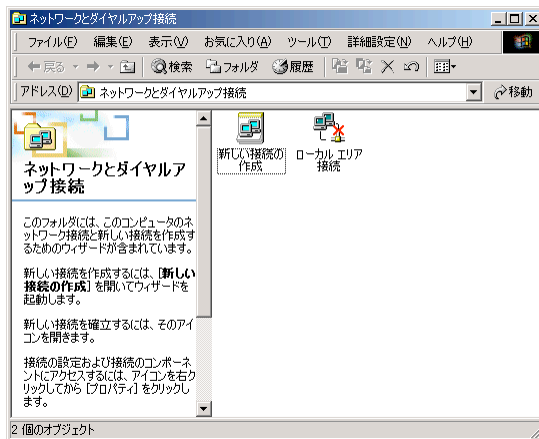 ネットワークとダイヤルアップ接続
ファイル(F) 編集(E) 表示(V) お気に入り(A) ツール(T) 詳細設定(N) ヘルプ(H)
戻る 検索 フォルダ 履歴
アドレス(D) ネットワークとダイヤルアップ接続 移動
ネットワークとダイヤルア
ップ接続
このフォルダには、このコンピュータのネ
ットワーク接続と新しい接続を作成す
るためのウィザードが含まれています。
新しい接続を作成するには、[新しい
接続の作成] を開いてウィザードを
起動します。
新しい接続を確立するには、そのアイ
コンを開きます。
接続の設定および接続のコンポーネ
ントにアクセスするには、アイコンを右ク
リックしてから [プロパティ] をクリックし
ます。
新しい接続の
作成
ローカル エリア
接続
2 個のオブジェクト